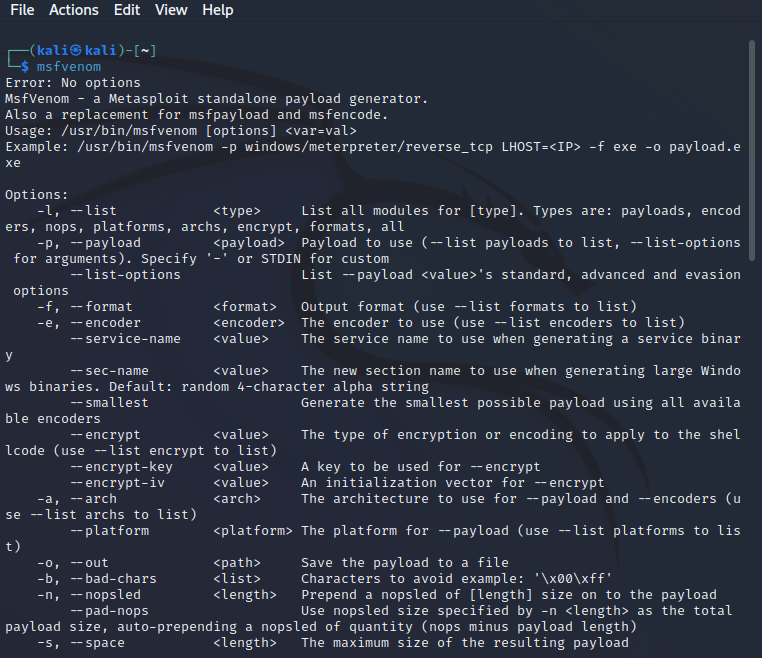 File Actions Edit View Help
┌──(kali㉿kali)-[~]
└─$ msfvenom
Error: No options
MsfVenom - a Metasploit standalone payload generator.
Also a replacement for msfpayload and msfencode.
Usage: /usr/bin/msfvenom [options] <var=val>
Example: /usr/bin/msfvenom -p windows/meterpreter/reverse_tcp LHOST=<IP> -f exe -o payload.e
xe
Options:
    -l, --list            <type>     List all modules for [type]. Types are: payloads, encod
ers, nops, platforms, archs, encrypt, formats, all
    -p, --payload         <payload>  Payload to use (--list payloads to list, --list-options
 for arguments). Specify '-' or STDIN for custom
        --list-options               List --payload <value>'s standard, advanced and evasion
 options
    -f, --format          <format>   Output format (use --list formats to list)
    -e, --encoder         <encoder>  The encoder to use (use --list encoders to list)
        --service-name    <value>    The service name to use when generating a service binar
y
        --sec-name        <value>    The new section name to use when generating large Windo
ws binaries. Default: random 4-character alpha string
        --smallest                   Generate the smallest possible payload using all availa
ble encoders
        --encrypt         <value>    The type of encryption or encoding to apply to the shel
lcode (use --list encrypt to list)
        --encrypt-key     <value>    A key to be used for --encrypt
        --encrypt-iv      <value>    An initialization vector for --encrypt
    -a, --arch            <arch>     The architecture to use for --payload and --encoders (u
se --list archs to list)
        --platform        <platform> The platform for --payload (use --list platforms to lis
t)
    -o, --out             <path>     Save the payload to a file
    -b, --bad-chars       <list>     Characters to avoid example: '\x00\xff'
    -n, --nopsled         <length>   Prepend a nopsled of [length] size on to the payload
        --pad-nops                   Use nopsled size specified by -n <length> as the total
payload size, auto-prepending a nopsled of quantity (nops minus payload length)
    -s, --space           <length>   The maximum size of the resulting payload